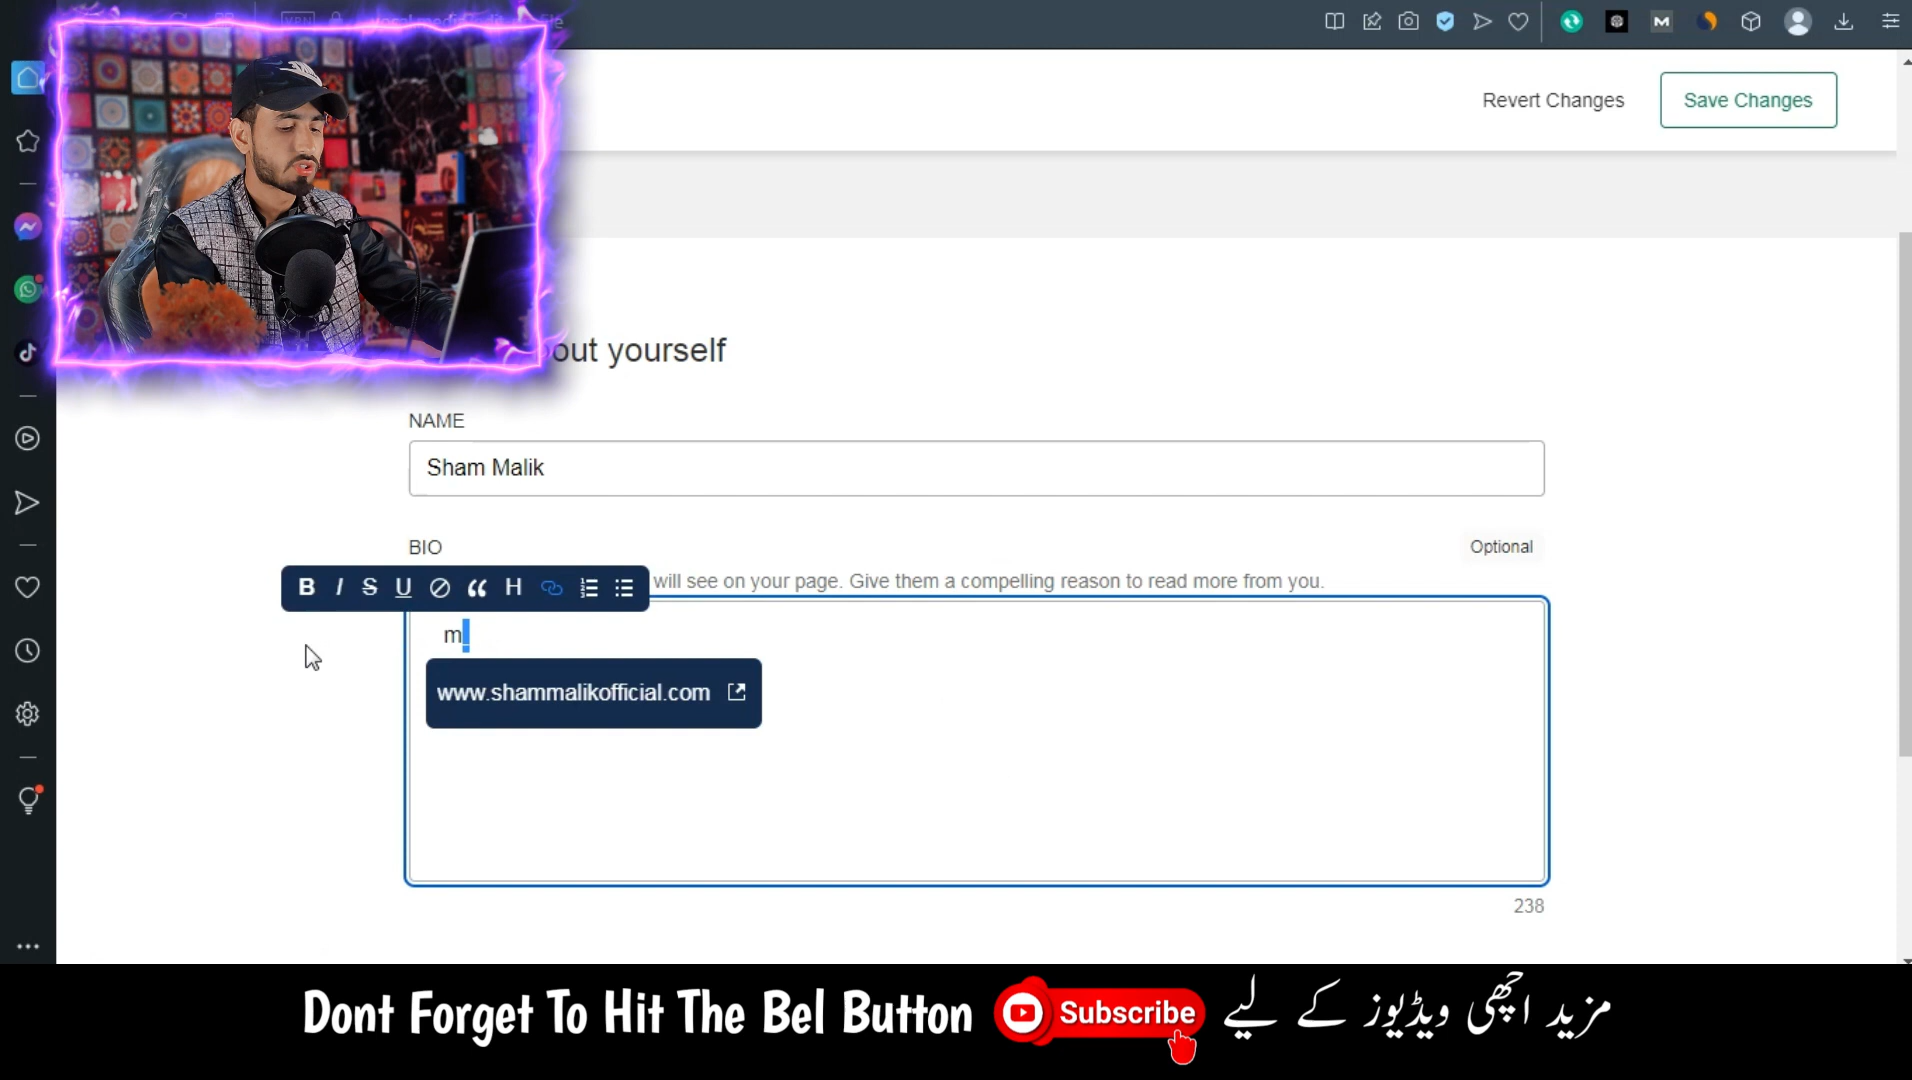 Revert Changes
Save Changes
out yourself
NAME
Sham Malik
BIO
Optional
B I S U H
will see on your page. Give them a compelling reason to read more from you.
m.
www.shammalikofficial.com
238
Dont Forget To Hit The Bel Button
Subscribe
مزید اچھی ویڈیوز کے لیے